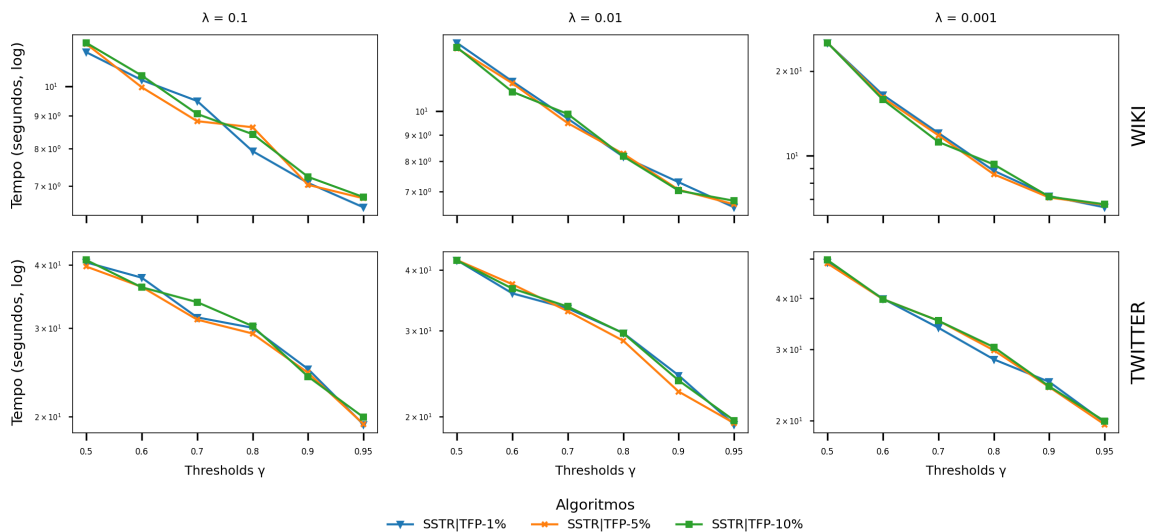 λ = 0.1
λ = 0.01
λ = 0.001
Tempo (segundos, log)
10¹
9 × 10⁰
8 × 10⁰
7 × 10⁰
10¹
9 × 10⁰
8 × 10⁰
7 × 10⁰
2 × 10¹
10¹
WIKI
Tempo (segundos, log)
4 × 10¹
3 × 10¹
2 × 10¹
4 × 10¹
3 × 10¹
2 × 10¹
4 × 10¹
3 × 10¹
2 × 10¹
TWITTER
0.5 0.6 0.7 0.8 0.9 0.95
0.5 0.6 0.7 0.8 0.9 0.95
0.5 0.6 0.7 0.8 0.9 0.95
Thresholds γ
Thresholds γ
Thresholds γ
Algoritmos
SSTR|TFP-1% SSTR|TFP-5% SSTR|TFP-10%